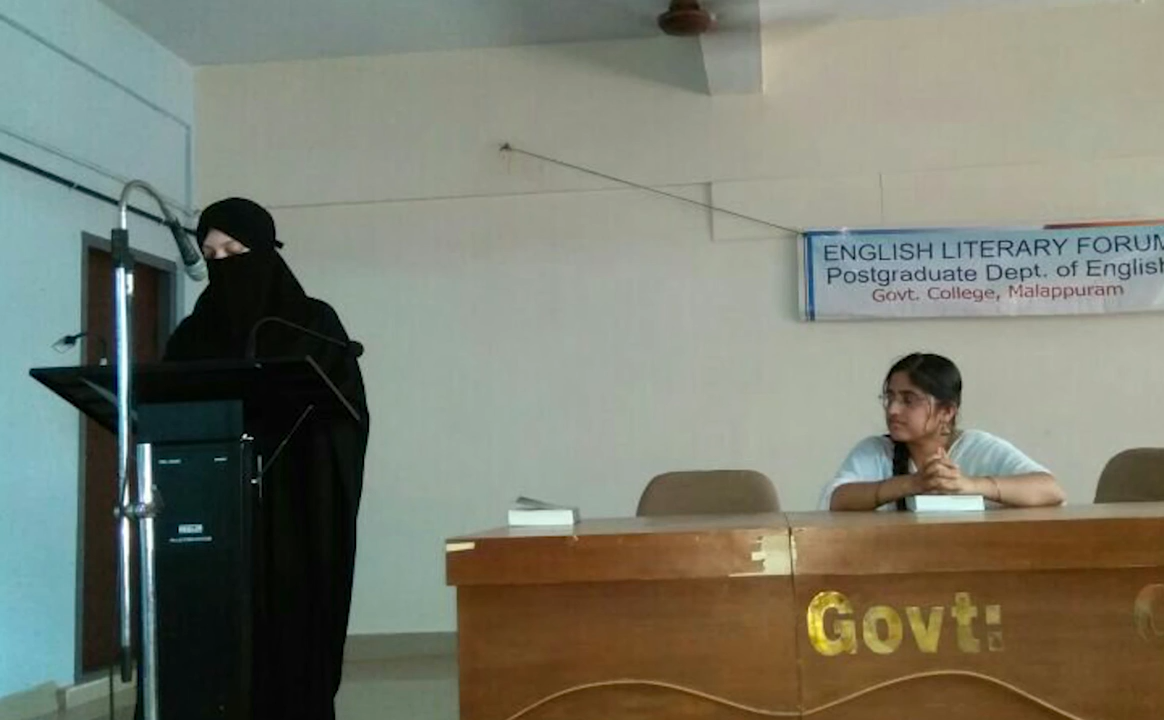 ENGLISH LITERARY FORUM
Postgraduate Dept. of English
Govt. College, Malappuram
Govt: